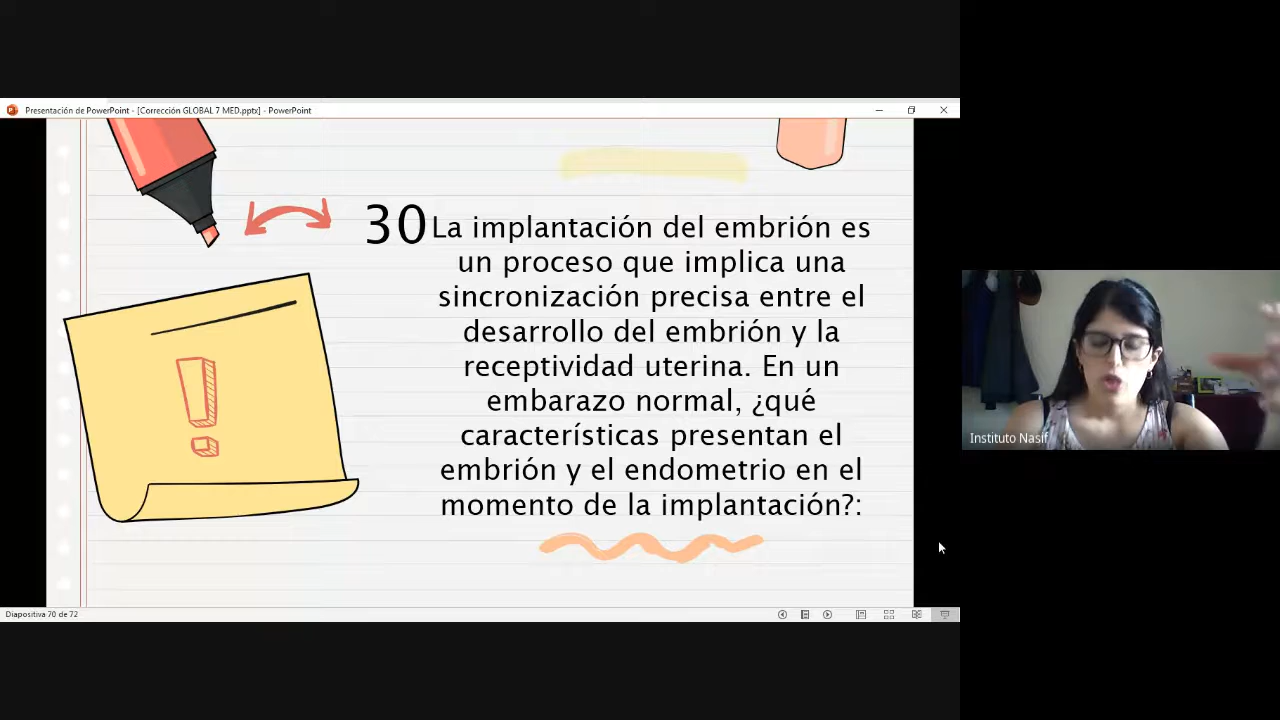 Presentación de PowerPoint - [Corrección GLOBAL 7 MED.pptx] - PowerPoint
30 La implantación del embrión es
un proceso que implica una
sincronización precisa entre el
desarrollo del embrión y la
receptividad uterina. En un
embarazo normal, ¿qué
características presentan el
embrión y el endometrio en el
momento de la implantación?:
Instituto Nasif
Diapositiva 70 de 72